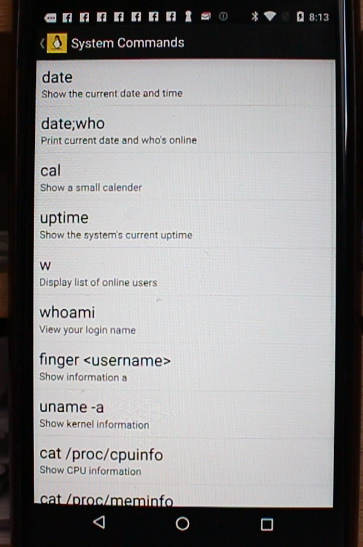 8:13
System Commands
date
Show the current date and time
date;who
Print current date and who's online
cal
Show a small calender
uptime
Show the system's current uptime
w
Display list of online users
whoami
View your login name
finger <username>
Show information a
uname -a
Show kernel information
cat /proc/cpuinfo
Show CPU information
cat /proc/meminfo